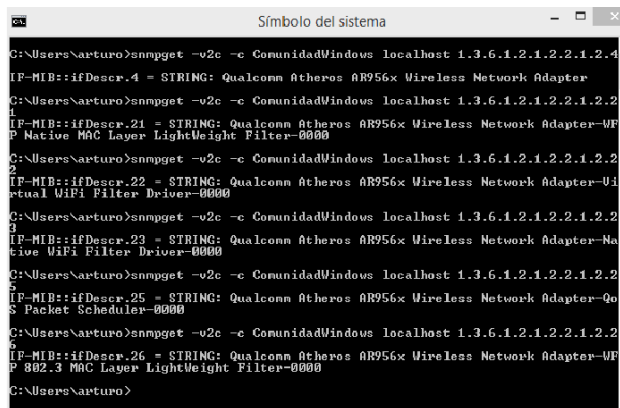 Símbolo del sistema
C:\Users\arturo>snmpget -v2c -c ComunidadWindows localhost 1.3.6.1.2.1.2.2.1.2.4
IF-MIB::ifDescr.4 = STRING: Qualcomm Atheros AR956x Wireless Network Adapter
C:\Users\arturo>snmpget -v2c -c ComunidadWindows localhost 1.3.6.1.2.1.2.2.1.2.2
1
IF-MIB::ifDescr.21 = STRING: Qualcomm Atheros AR956x Wireless Network Adapter-WF
P Native MAC Layer LightWeight Filter-0000
C:\Users\arturo>snmpget -v2c -c ComunidadWindows localhost 1.3.6.1.2.1.2.2.1.2.2
2
IF-MIB::ifDescr.22 = STRING: Qualcomm Atheros AR956x Wireless Network Adapter-Vi
rtual WiFi Filter Driver-0000
C:\Users\arturo>snmpget -v2c -c ComunidadWindows localhost 1.3.6.1.2.1.2.2.1.2.2
3
IF-MIB::ifDescr.23 = STRING: Qualcomm Atheros AR956x Wireless Network Adapter-Na
tive WiFi Filter Driver-0000
C:\Users\arturo>snmpget -v2c -c ComunidadWindows localhost 1.3.6.1.2.1.2.2.1.2.2
5
IF-MIB::ifDescr.25 = STRING: Qualcomm Atheros AR956x Wireless Network Adapter-Qo
S Packet Scheduler-0000
C:\Users\arturo>snmpget -v2c -c ComunidadWindows localhost 1.3.6.1.2.1.2.2.1.2.2
6
IF-MIB::ifDescr.26 = STRING: Qualcomm Atheros AR956x Wireless Network Adapter-WF
P 802.3 MAC Layer LightWeight Filter-0000
C:\Users\arturo>